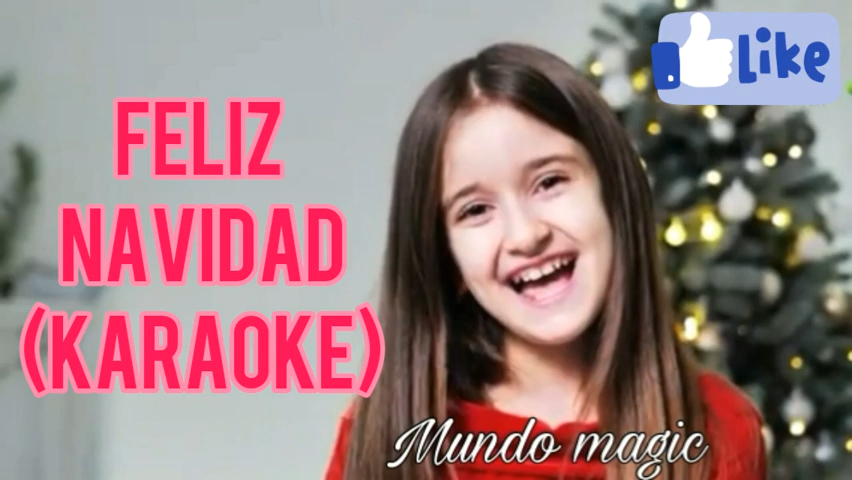 Like
FELIZ
NAVIDAD
(KARAOKE)
Mundo magic